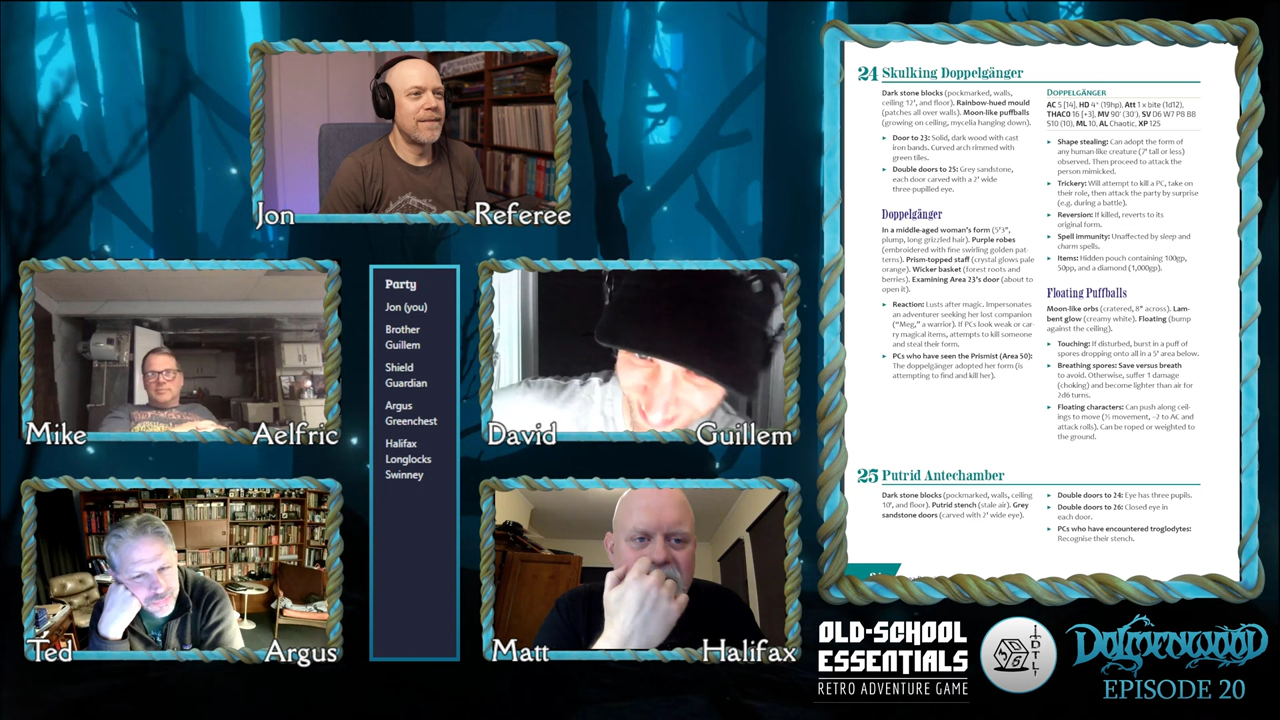 Jon
Referee
Mike
Aelfric
Party
Jon (you)
Brother
Guillem
Shield
Guardian
Argus
Greenchest
Halifax
Longlocks
Swinney
David
Guillem
Ted
Argus
Matt
Halifax
24 Skulking Doppelgänger
Dark stone blocks (pockmarked, walls,
ceiling 12', and floor). Rainbow-hued mould
(patches all over walls). Moon-like puffballs
(growing on ceiling, mycelia hanging down).
► Door to 23: Solid, dark wood with cast
iron bands. Curved arch rimmed with
green tiles.
► Double doors to 25: Grey sandstone,
each door carved with a 2' wide
three-pupilled eye.
Doppelgänger
In a middle-aged woman's form (5'3",
plump, long grizzled hair). Purple robes
(embroidered with fine swirling golden pat-
terns). Prism-topped staff (crystal glows pale
orange). Wicker basket (forest roots and
berries). Examining Area 23's door (about to
open it).
► Reaction: Lusts after magic. Impersonates
an adventurer seeking her lost companion
("Meg," a warrior). If PCs look weak or car-
ry magical items, attempts to kill someone
and steal their form.
► PCs who have seen the Prismist (Area 50):
The doppelgänger adopted her form (is
attempting to find and kill her).
DOPPELGÄNGER
AC 5 [14], HD 4* (19hp), Att 1 x bite (1d12),
THAC0 16 [+3], MV 90' (30'), SV D6 W7 P8 B8
S10 (10), ML 10, AL Chaotic, XP 125
► Shape stealing: Can adopt the form of
any human-like creature (7' tall or less)
observed. Then proceed to attack the
person mimicked.
► Trickery: Will attempt to kill a PC, take on
their role, then attack the party by surprise
(e.g. during a battle).
► Reversion: If killed, reverts to its
original form.
► Spell immunity: Unaffected by sleep and
charm spells.
► Items: Hidden pouch containing 100gp,
50pp, and a diamond (1,000gp).
Floating Puffballs
Moon-like orbs (cratered, 8" across). Lam-
bent glow (creamy white). Floating (bump
against the ceiling).
► Touching: If disturbed, burst in a puff of
spores dropping onto all in a 5' area below.
► Breathing spores: Save versus breath
to avoid. Otherwise, suffer 1 damage
(choking) and become lighter than air for
2d6 turns.
► Floating characters: Can push along ceil-
ings to move (½ movement, –2 to AC and
attack rolls). Can be roped or weighted to
the ground.
25 Putrid Antechamber
Dark stone blocks (pockmarked, walls, ceiling
10', and floor). Putrid stench (stale air). Grey
sandstone doors (carved with 2' wide eye).
► Double doors to 24: Eye has three pupils.
► Double doors to 26: Closed eye in
each door.
► PCs who have encountered troglodytes:
Recognise their stench.
OLD-SCHOOL
ESSENTIALS
RETRO ADVENTURE GAME
IDTL
DOLMENWOOD
EPISODE 20